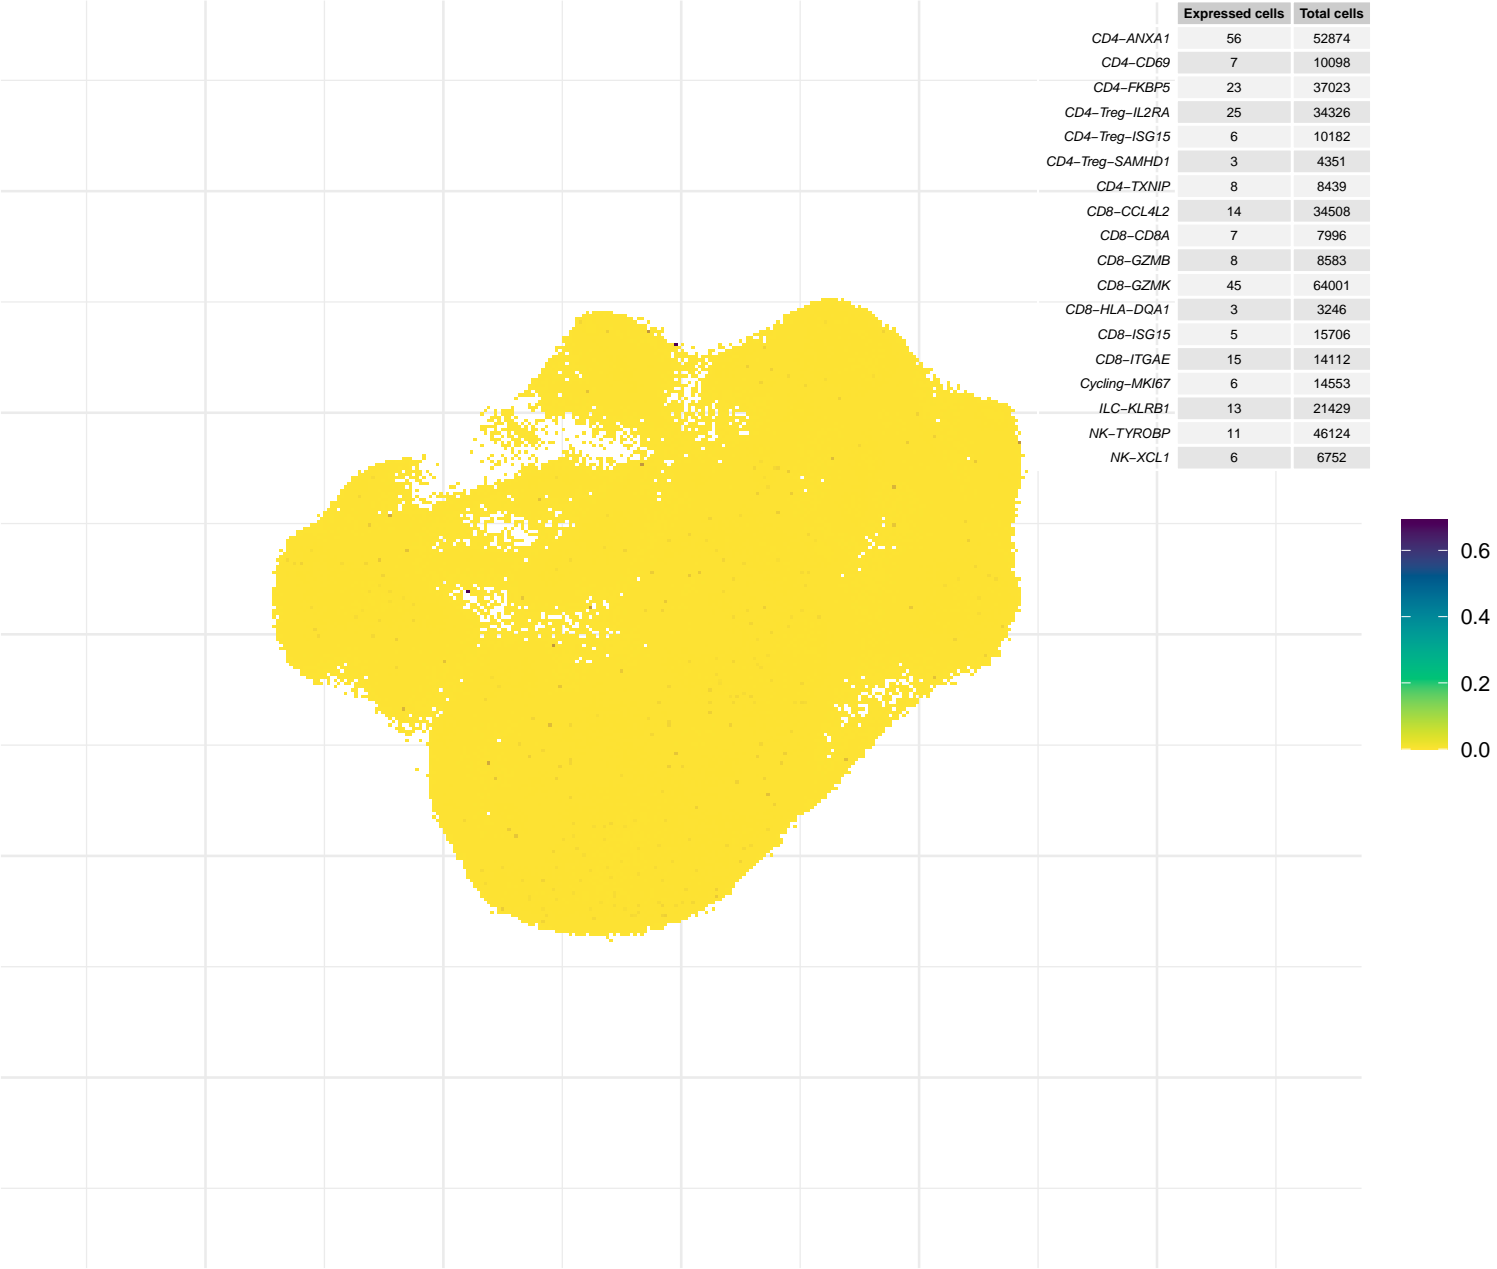 Expressed cells Total cells
CD4−ANXA1 56 52874
CD4−CD69 7 10098
CD4−FKBP5 23 37023
CD4−Treg−IL2RA 25 34326
CD4−Treg−ISG15 6 10182
CD4−Treg−SAMHD1 3 4351
CD4−TXNIP 8 8439
CD8−CCL4L2 14 34508
CD8−CD8A 7 7996
CD8−GZMB 8 8583
CD8−GZMK 45 64001
CD8−HLA−DQA1 3 3246
CD8−ISG15 5 15706
CD8−ITGAE 15 14112
Cycling−MKI67 6 14553
ILC−KLRB1 13 21429
NK−TYROBP 11 46124
NK−XCL1 6 6752
0.6
0.4
0.2
0.0